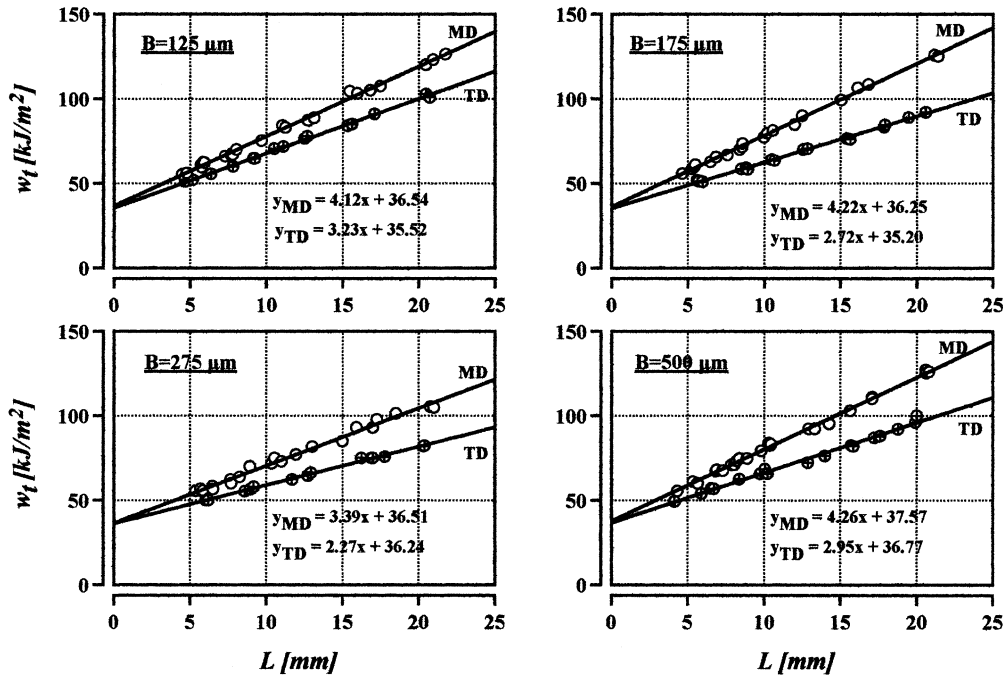 150
100
50
0
w_t [kJ/m²]
B=125 µm
MD
TD
y_MD = 4.12x + 36.54
y_TD = 3.23x + 35.52
0 5 10 15 20 25
150
100
50
0
B=175 µm
MD
TD
y_MD = 4.22x + 36.25
y_TD = 2.72x + 35.20
0 5 10 15 20 25
150
100
50
0
w_t [kJ/m²]
B=275 µm
MD
TD
y_MD = 3.39x + 36.51
y_TD = 2.27x + 36.24
0 5 10 15 20 25
L [mm]
150
100
50
0
B=500 µm
MD
TD
y_MD = 4.26x + 37.57
y_TD = 2.95x + 36.77
0 5 10 15 20 25
L [mm]